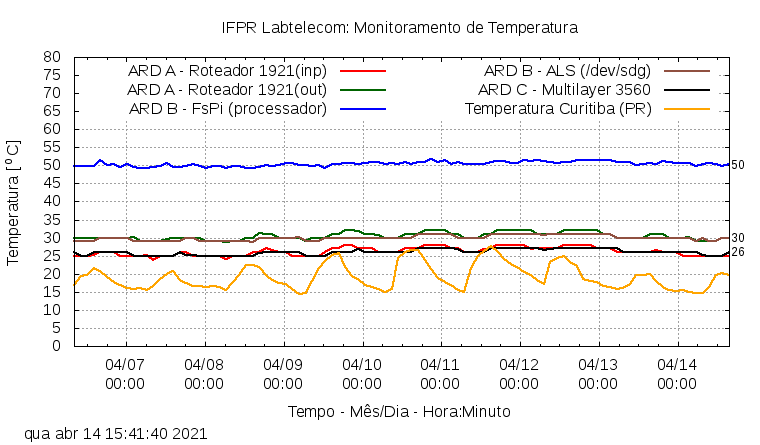 IFPR Labtelecom: Monitoramento de Temperatura
80
75
70
65
60
55
50
45
40
35
30
25
20
15
10
5
0
Temperatura [ºC]
ARD A - Roteador 1921(inp)
ARD A - Roteador 1921(out)
ARD B - FsPi (processador)
ARD B - ALS (/dev/sdg)
ARD C - Multilayer 3560
Temperatura Curitiba (PR)
50
30
26
04/07 04/08 04/09 04/10 04/11 04/12 04/13 04/14
00:00 00:00 00:00 00:00 00:00 00:00 00:00 00:00
Tempo - Mês/Dia - Hora:Minuto
qua abr 14 15:41:40 2021